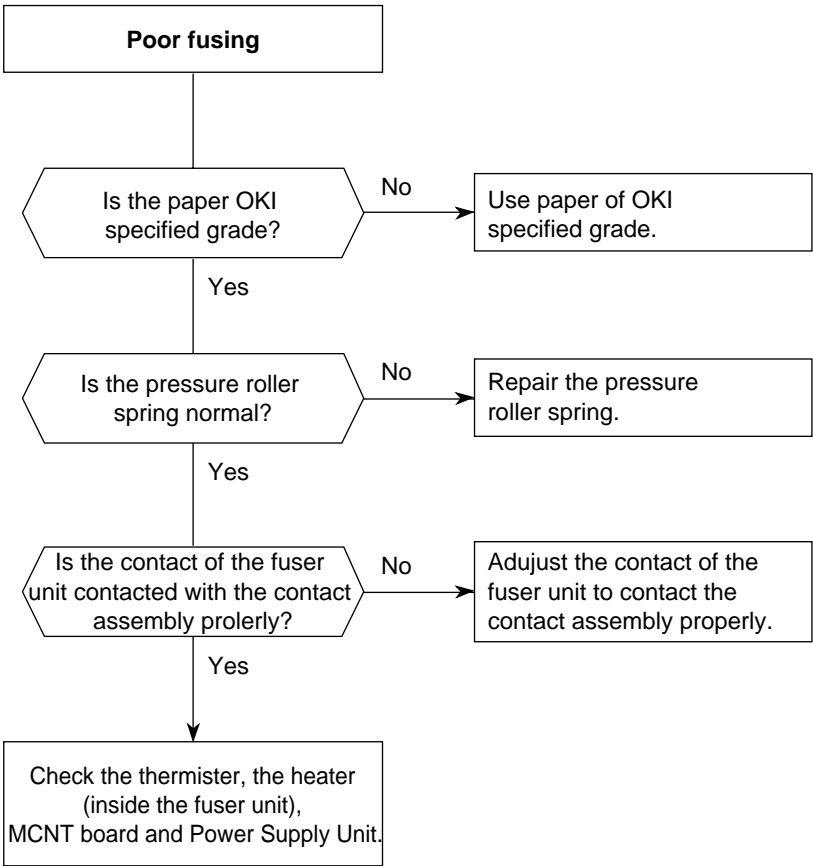 Poor fusing
Is the paper OKI
specified grade?
No
Use paper of OKI
specified grade.
Yes
Is the pressure roller
spring normal?
No
Repair the pressure
roller spring.
Yes
Is the contact of the fuser
unit contacted with the contact
assembly prolerly?
No
Adujust the contact of the
fuser unit to contact the
contact assembly properly.
Yes
Check the thermister, the heater
(inside the fuser unit),
MCNT board and Power Supply Unit.